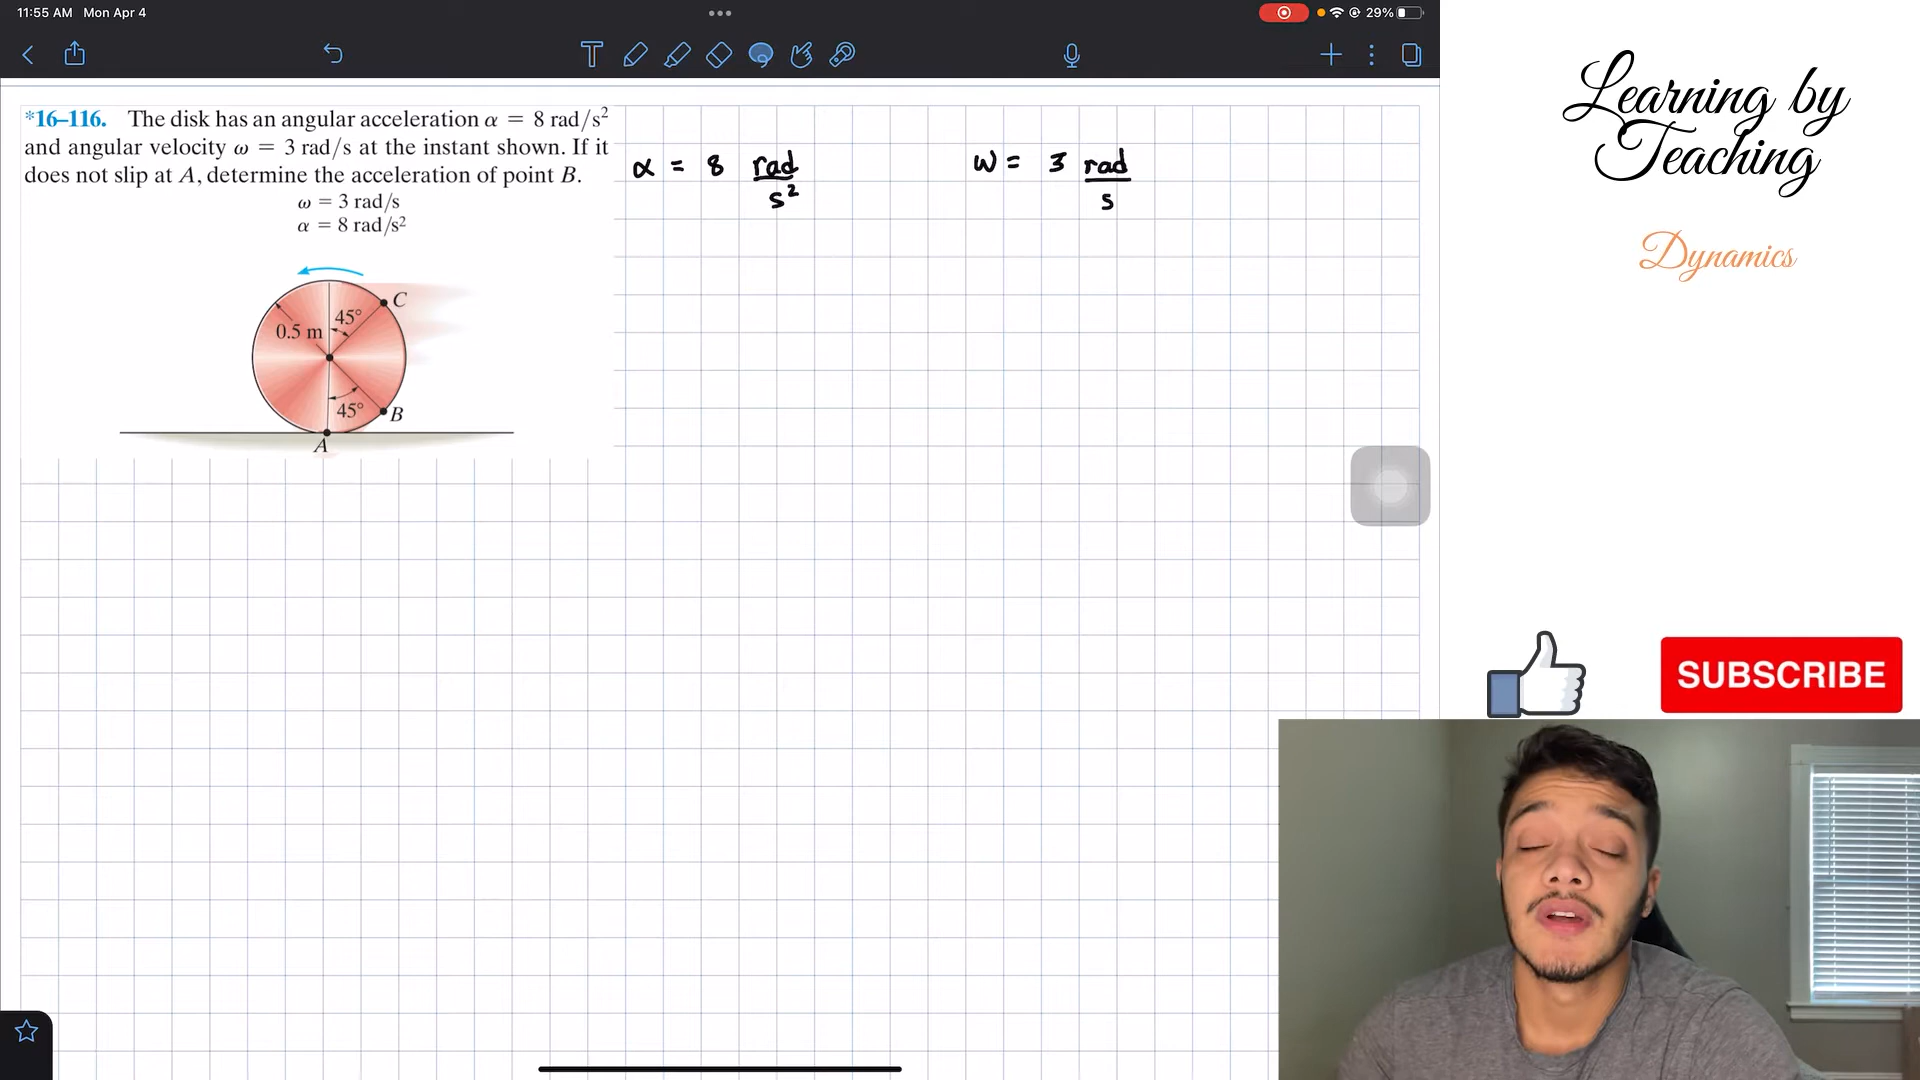 11:55 AM Mon Apr 4
29%
*16–116. The disk has an angular acceleration α = 8 rad/s²
and angular velocity ω = 3 rad/s at the instant shown. If it
does not slip at A, determine the acceleration of point B.
ω = 3 rad/s
α = 8 rad/s²
C
45°
0.5 m
45°
B
A
α = 8 rad/s²
ω = 3 rad/s
Learning by
Teaching
Dynamics
SUBSCRIBE